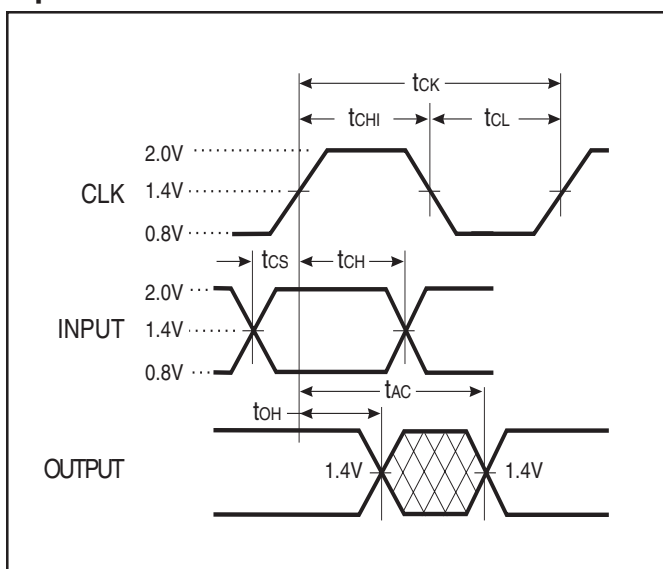 tCK
tCHI tCL
2.0V
CLK 1.4V
0.8V
tCS tCH
2.0V
INPUT 1.4V
0.8V
tAC
tOH
OUTPUT 1.4V 1.4V